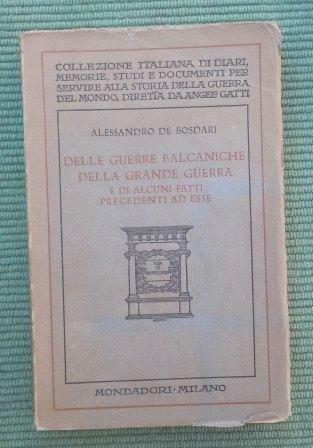 COLLEZIONE ITALIANA DI DIARI,
MEMORIE, STUDI E DOCUMENTI PER
SERVIRE ALLA STORIA DELLA GUERRA
DEL MONDO, DIRETTA DA ANGELO GATTI
ALESSANDRO DE BOSDARI
DELLE GUERRE BALCANICHE
DELLA GRANDE GUERRA
E DI ALCUNI FATTI
PRECEDENTI AD ESSE
MONDADORI · MILANO